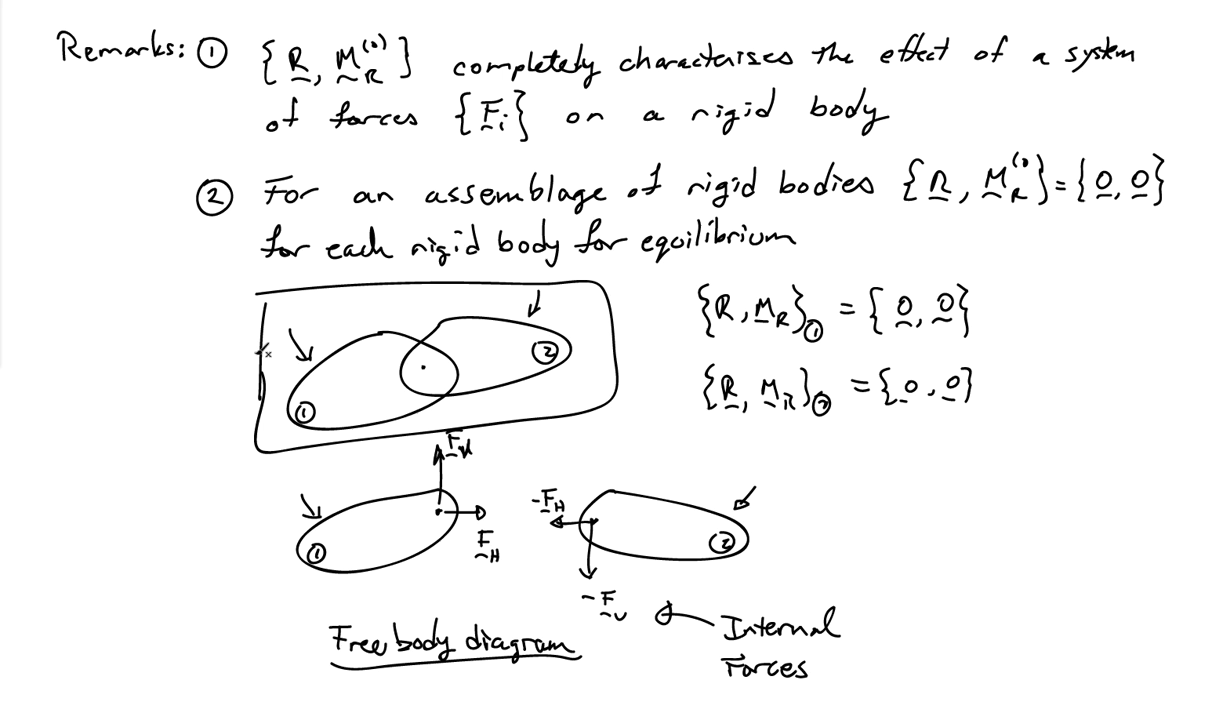 Remarks: ① {R, M_R^(0)} completely characterises the effect of a system
of forces {F_i} on a rigid body
② For an assemblage of rigid bodies {R, M_R^(0)} = {0, 0}
for each rigid body for equilibrium
{R, M_R}_① = {0, 0}
{R, M_R}_② = {0, 0}
②
①
F_V
-F_H
F_H
①
②
-F_V
Internal
Forces
Free body diagram